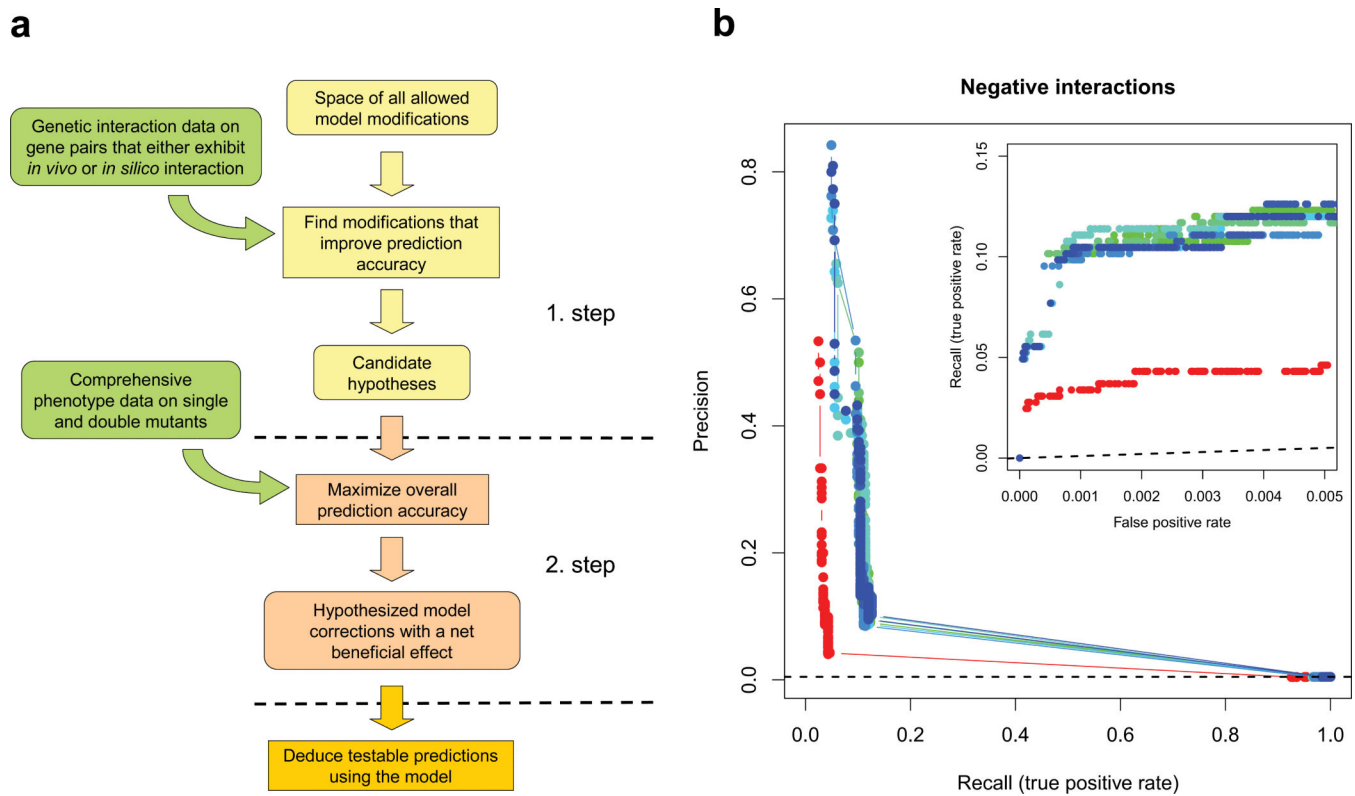 a
Space of all allowed
model modifications
Genetic interaction data on
gene pairs that either exhibit
in vivo or in silico interaction
Find modifications that
improve prediction
accuracy
1. step
Candidate
hypotheses
Comprehensive
phenotype data on single
and double mutants
Maximize overall
prediction accuracy
2. step
Hypothesized model
corrections with a net
beneficial effect
Deduce testable predictions
using the model
b
Negative interactions
Precision
0.8
0.6
0.4
0.2
0.0
0.0 0.2 0.4 0.6 0.8 1.0
Recall (true positive rate)
Recall (true positive rate)
0.15
0.10
0.05
0.00
0.000 0.001 0.002 0.003 0.004 0.005
False positive rate